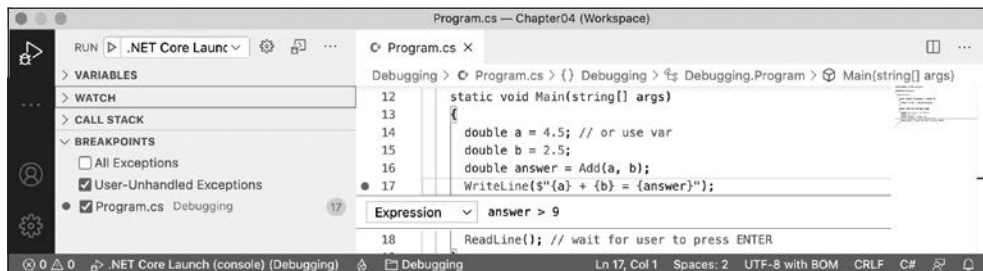 Program.cs — Chapter04 (Workspace)
RUN .NET Core Launc
VARIABLES
WATCH
CALL STACK
BREAKPOINTS
All Exceptions
User-Unhandled Exceptions
Program.cs Debugging 17
Program.cs
Debugging > Program.cs > {} Debugging > Debugging.Program > Main(string[] args)
12 static void Main(string[] args)
13 {
14 double a = 4.5; // or use var
15 double b = 2.5;
16 double answer = Add(a, b);
17 WriteLine($"{a} + {b} = {answer}");
Expression answer > 9
18 ReadLine(); // wait for user to press ENTER
0 0 .NET Core Launch (console) (Debugging) Debugging Ln 17, Col 1 Spaces: 2 UTF-8 with BOM CRLF C#